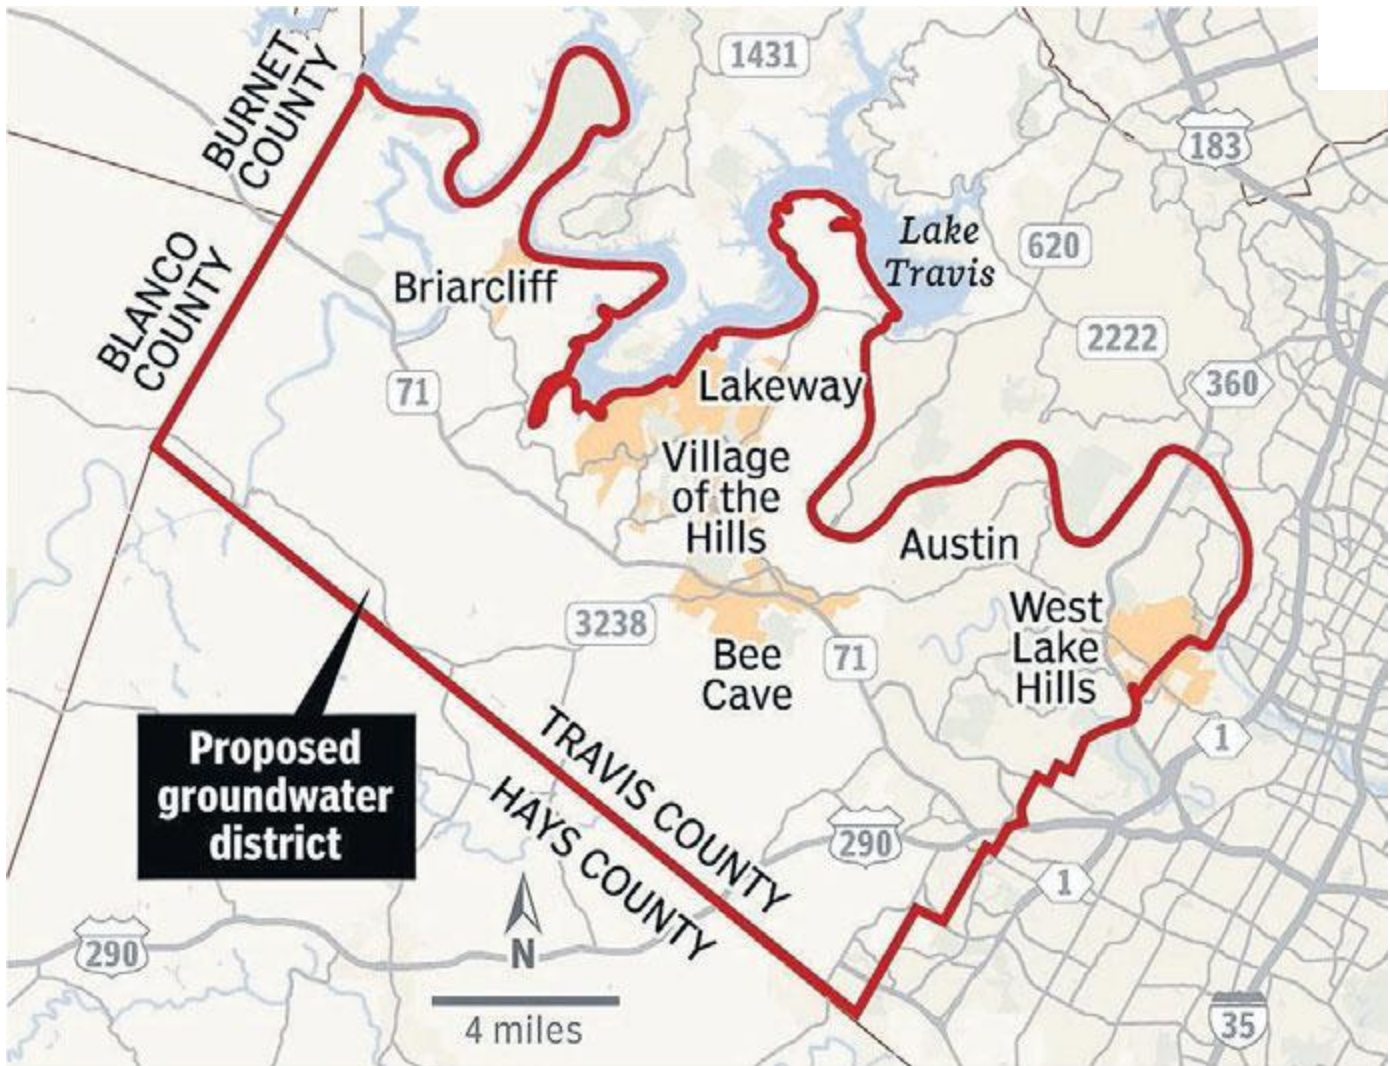 1431
BURNET
COUNTY
183
Lake
Travis
620
BLANCO
COUNTY
Briarcliff
2222
71
Lakeway
360
Village
of the
Hills
Austin
3238
West
Lake
Hills
Bee
Cave
71
Proposed
groundwater
district
TRAVIS COUNTY
HAYS COUNTY
1
290
1
290
N
4 miles
35